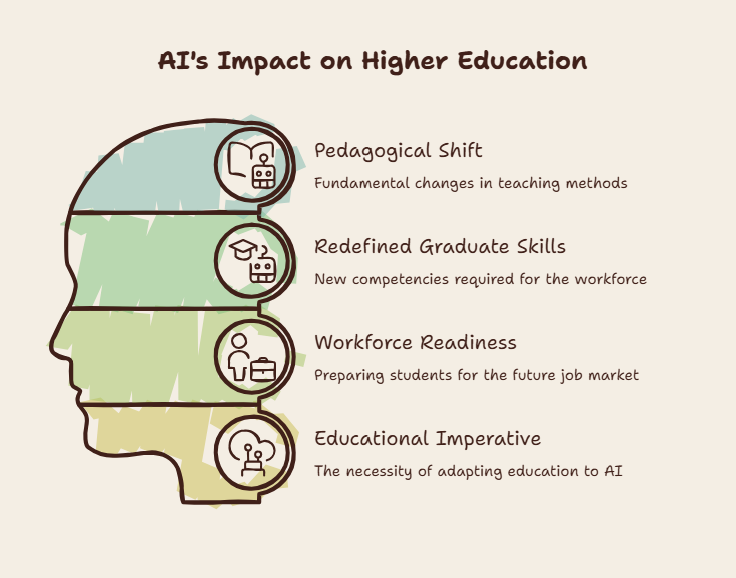 AI's Impact on Higher Education
Pedagogical Shift
Fundamental changes in teaching methods
Redefined Graduate Skills
New competencies required for the workforce
Workforce Readiness
Preparing students for the future job market
Educational Imperative
The necessity of adapting education to AI